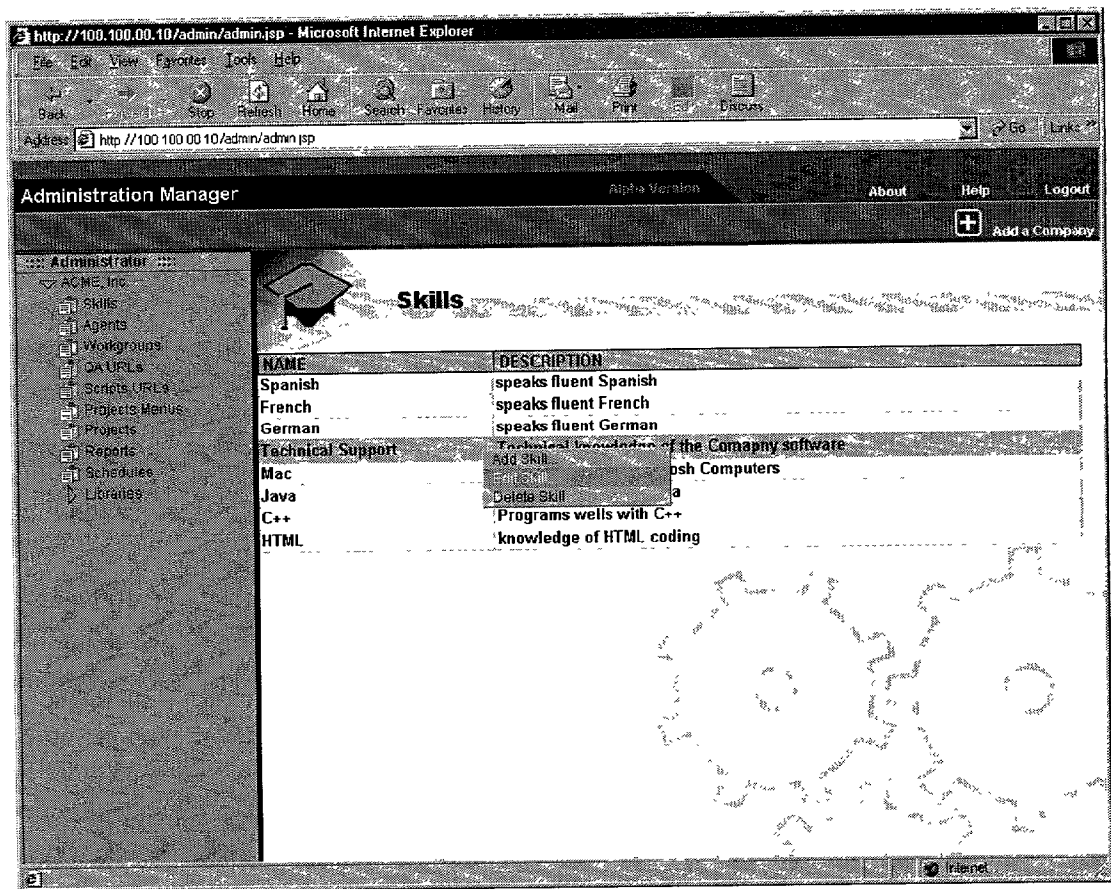 http://100.100.00.10/admin/admin.jsp - Microsoft Internet Explorer
File Edit View Favorites Tools Help
Back Forward Stop Refresh Home Search Favorites History Mail Print Edit Discuss
Address http //100 100 00 10/admin/admin jsp Go Links »
Administration Manager Alpha Version About Help Logout
Add a Company
:::: Administrator ::::
ACME, Inc
Skills
Agents
Workgroups
QA URLs
Scripts URLs
Projects Menus
Projects
Reports
Schedules
Libraries
Skills
NAME DESCRIPTION
Spanish speaks fluent Spanish
French speaks fluent French
German speaks fluent German
Technical Support Technical knowledge of the Comapny software
Mac osh Computers
Java a
C++ Programs wells with C++
HTML knowledge of HTML coding
Add Skill...
Edit Skill
Delete Skill
Internet